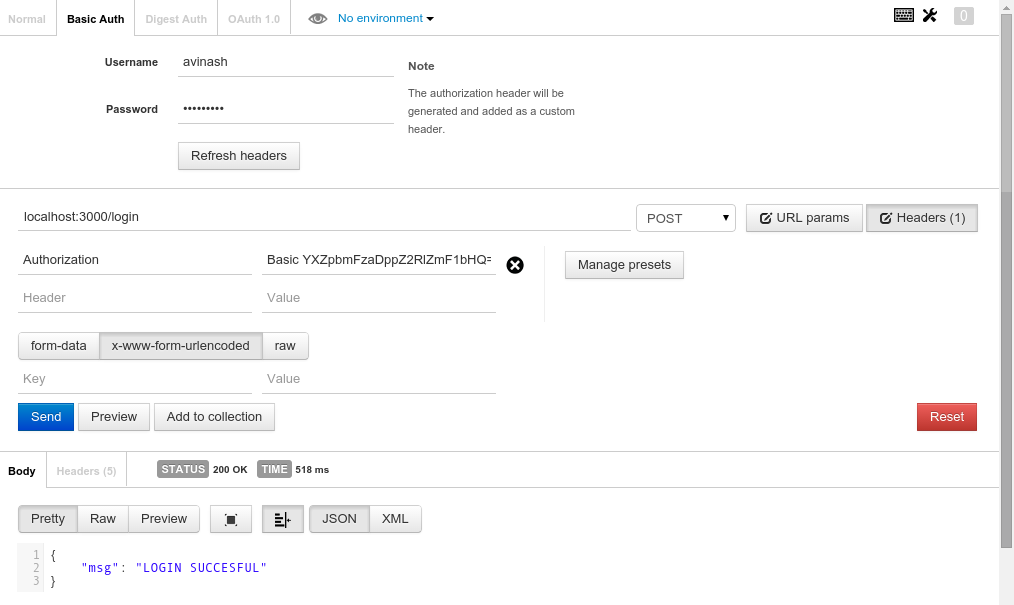 Normal Basic Auth Digest Auth OAuth 1.0 No environment 0
Username avinash
Note
The authorization header will be
generated and added as a custom
header.
Password •••••••••
Refresh headers
localhost:3000/login POST URL params Headers (1)
Authorization Basic YXZpbmFzaDppZ2RlZmF1bHQ= Manage presets
Header Value
form-data x-www-form-urlencoded raw
Key Value
Send Preview Add to collection Reset
Body Headers (5) STATUS 200 OK TIME 518 ms
Pretty Raw Preview JSON XML
1 {
2 "msg": "LOGIN SUCCESFUL"
3 }